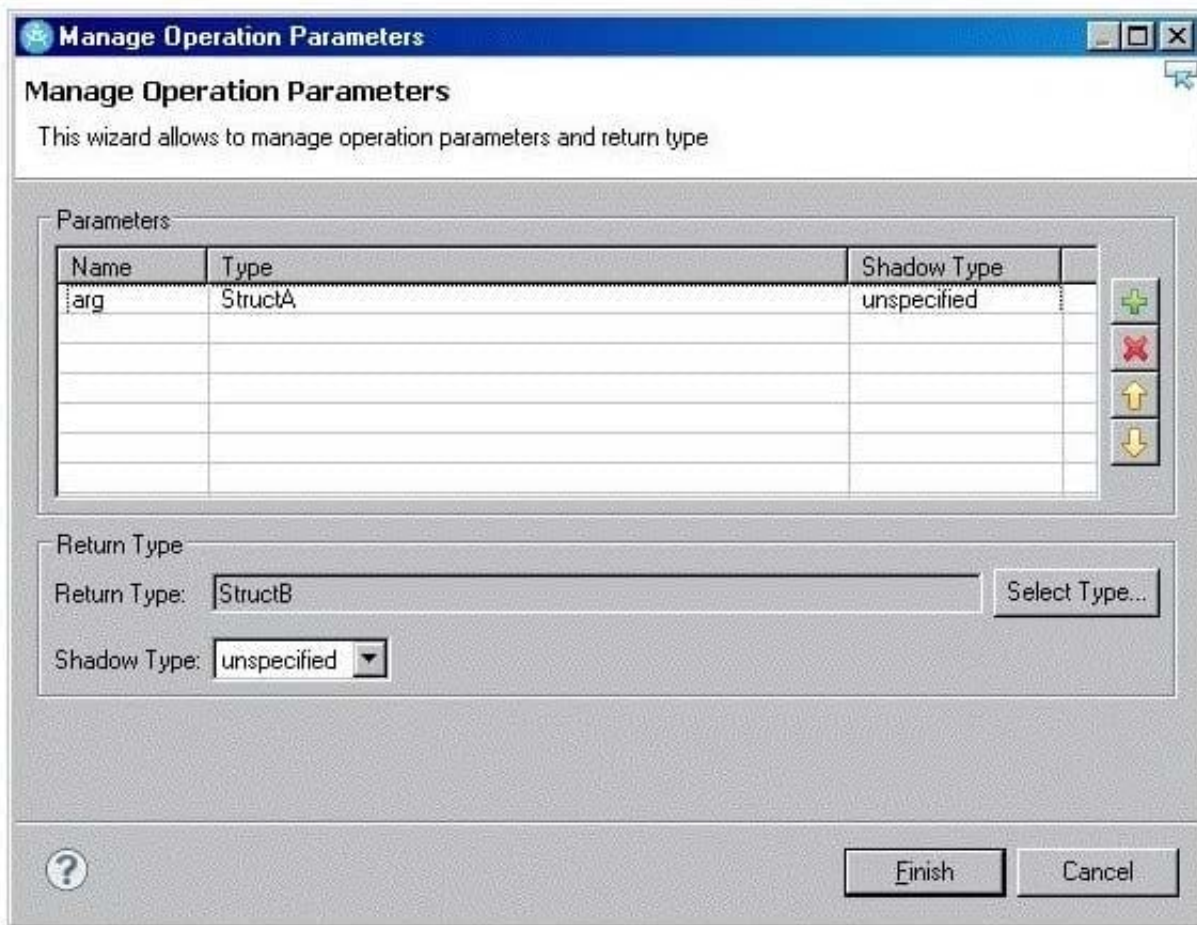 Manage Operation Parameters
Manage Operation Parameters
This wizard allows to manage operation parameters and return type
Parameters
Name Type Shadow Type
arg StructA unspecified
Return Type
Return Type: StructB Select Type...
Shadow Type: unspecified
? Finish Cancel